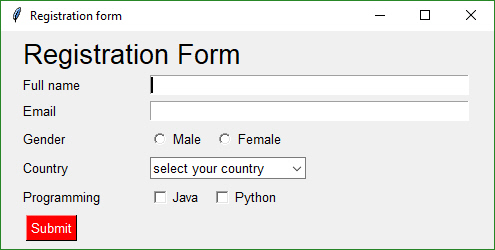 Registration form
Registration Form
Full name
Email
Gender Male Female
Country select your country
Programming Java Python
Submit